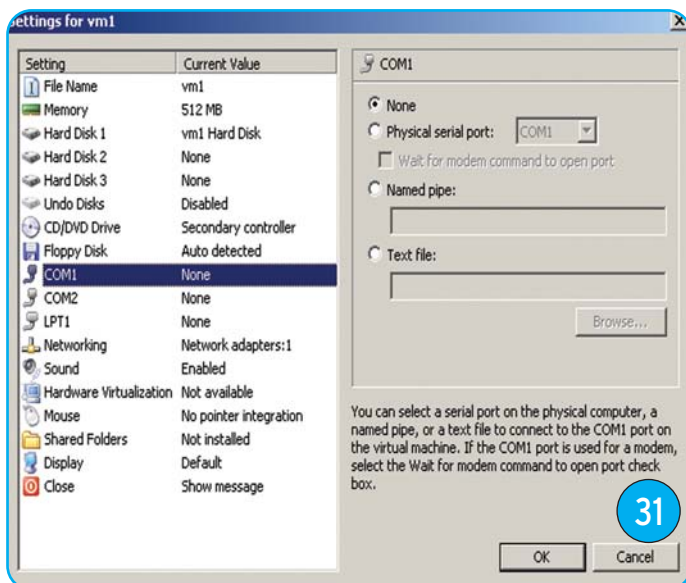 Settings for vm1
Setting Current Value
File Name vm1
Memory 512 MB
Hard Disk 1 vm1 Hard Disk
Hard Disk 2 None
Hard Disk 3 None
Undo Disks Disabled
CD/DVD Drive Secondary controller
Floppy Disk Auto detected
COM1 None
COM2 None
LPT1 None
Networking Network adapters:1
Sound Enabled
Hardware Virtualization Not available
Mouse No pointer integration
Shared Folders Not installed
Display Default
Close Show message
COM1
None
Physical serial port: COM1
Wait for modem command to open port
Named pipe:
Text file:
Browse...
You can select a serial port on the physical computer, a
named pipe, or a text file to connect to the COM1 port on
the virtual machine. If the COM1 port is used for a modem,
select the Wait for modem command to open port check
box.
31
OK Cancel